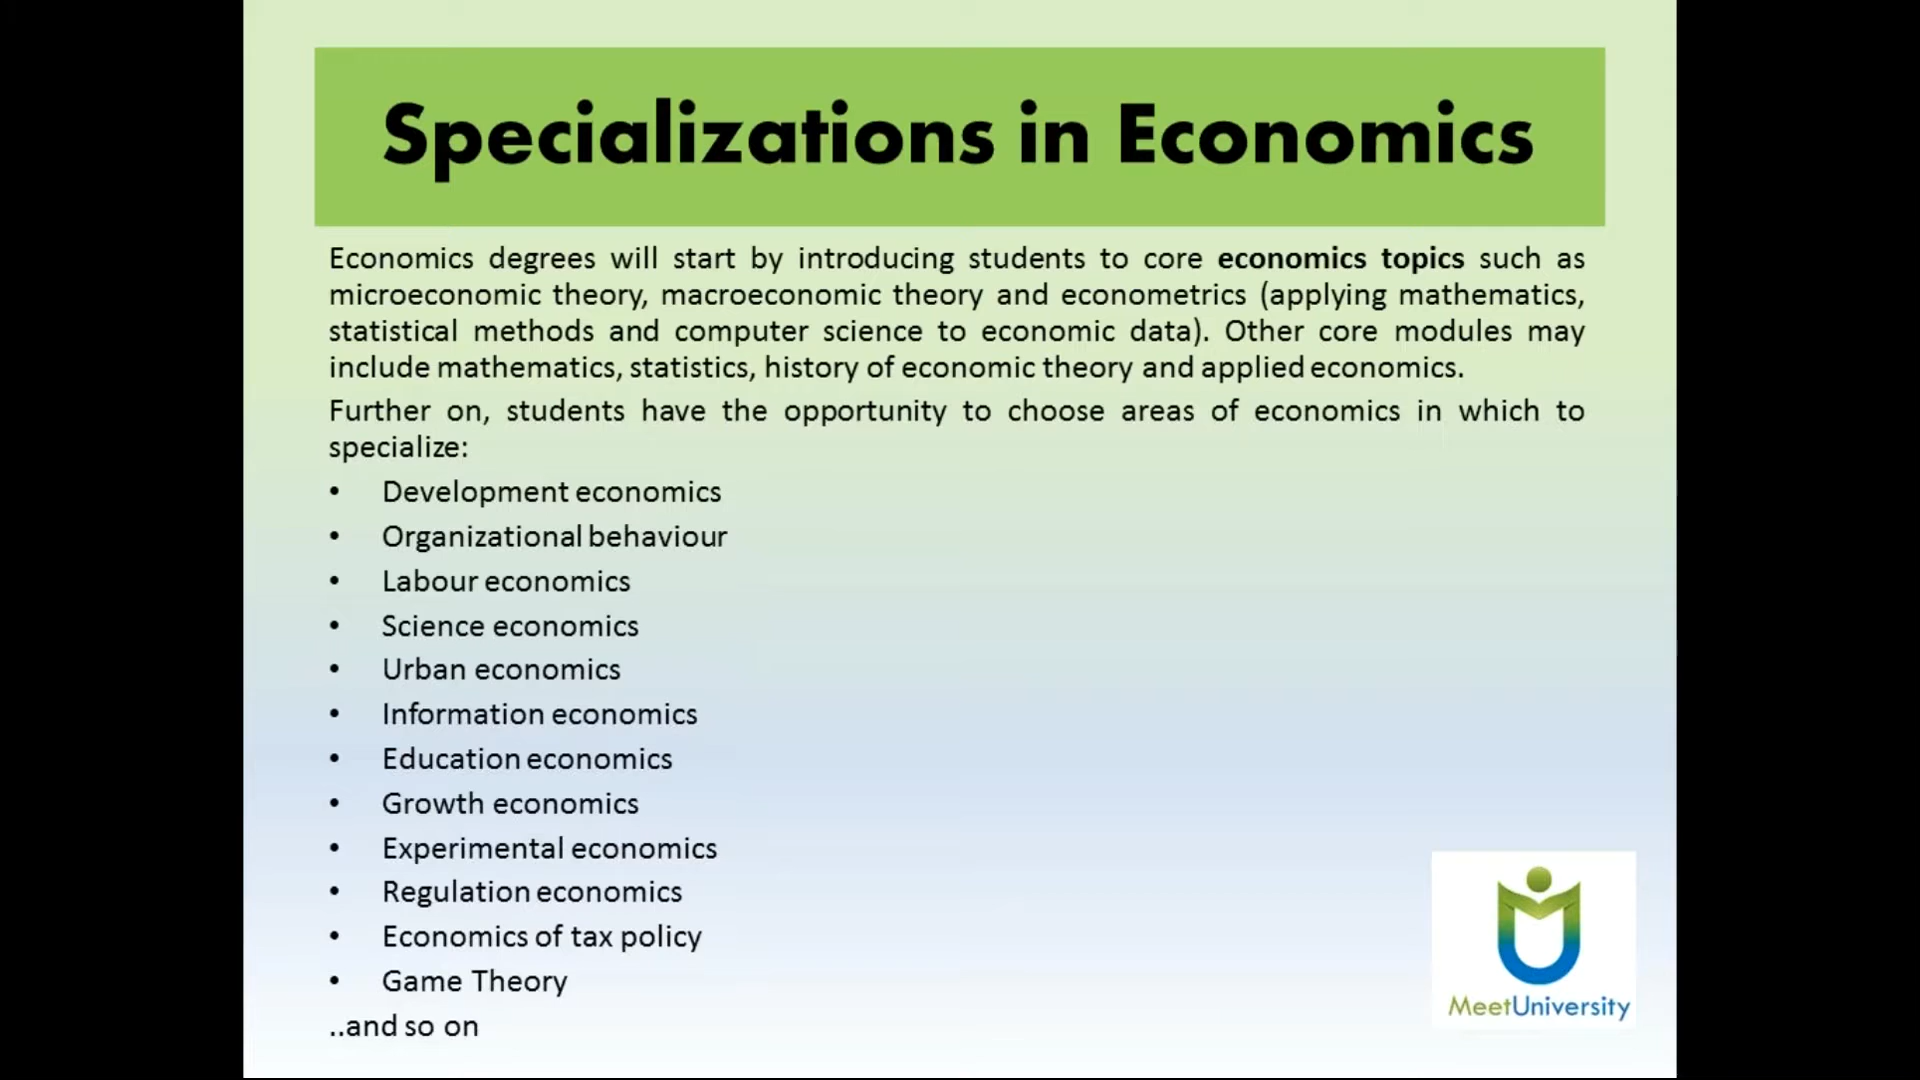 Specializations in Economics
Economics degrees will start by introducing students to core economics topics such as
microeconomic theory, macroeconomic theory and econometrics (applying mathematics,
statistical methods and computer science to economic data). Other core modules may
include mathematics, statistics, history of economic theory and applied economics.
Further on, students have the opportunity to choose areas of economics in which to
specialize:
• Development economics
• Organizational behaviour
• Labour economics
• Science economics
• Urban economics
• Information economics
• Education economics
• Growth economics
• Experimental economics
• Regulation economics
• Economics of tax policy
• Game Theory
..and so on
MeetUniversity